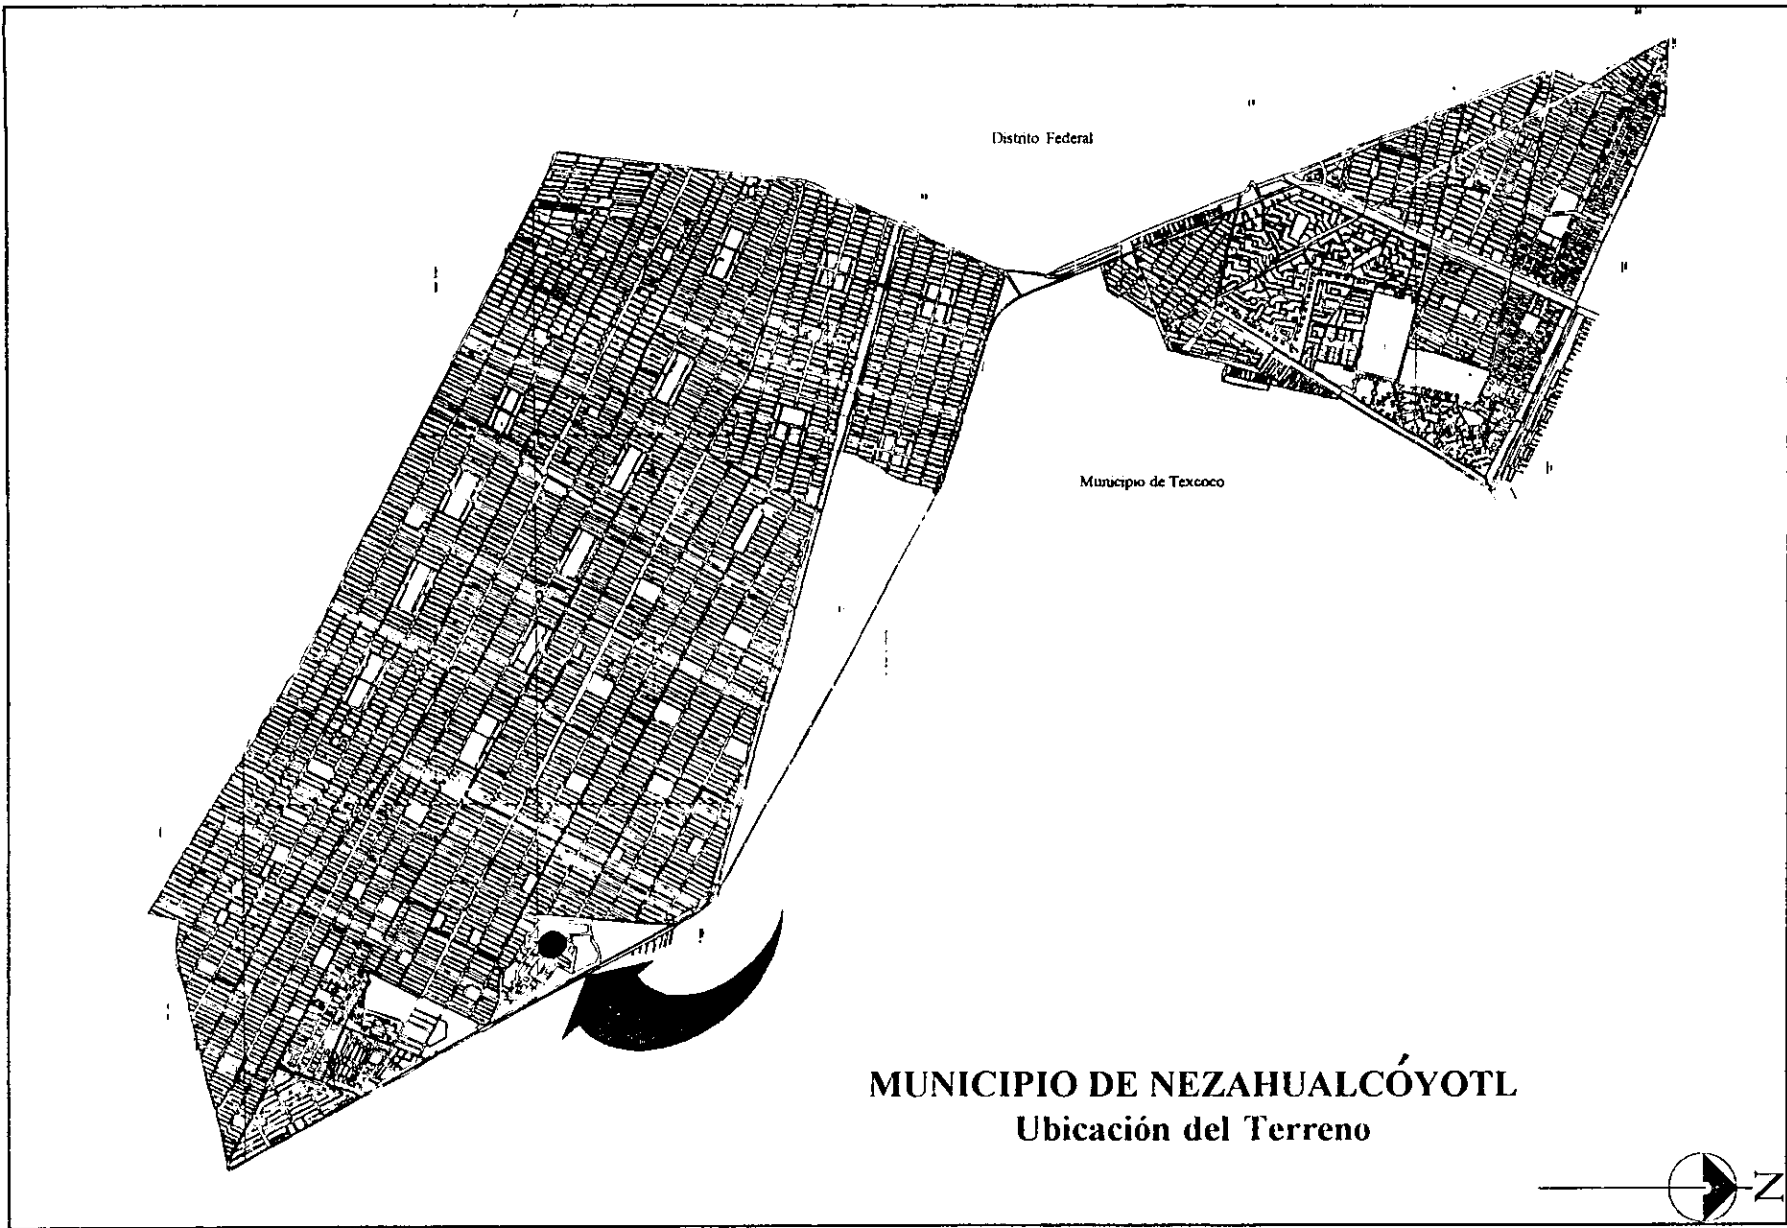 Distrito Federal
Municipio de Texcoco
MUNICIPIO DE NEZAHUALCÓYOTL
Ubicación del Terreno
N